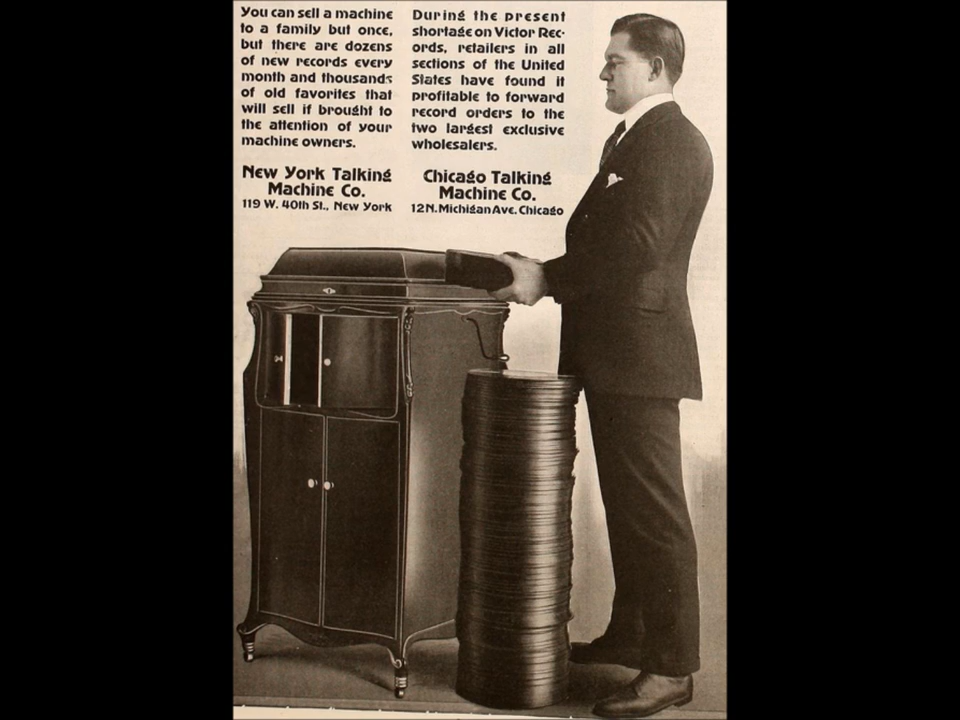 You can sell a machine
to a family but once,
but there are dozens
of new records every
month and thousands
of old favorites that
will sell if brought to
the attention of your
machine owners.
New York Talking
Machine Co.
119 W. 40th St., New York
During the present
shortage on Victor Rec-
ords, retailers in all
sections of the United
States have found it
profitable to forward
record orders to the
two largest exclusive
wholesalers.
Chicago Talking
Machine Co.
12 N. Michigan Ave. Chicago